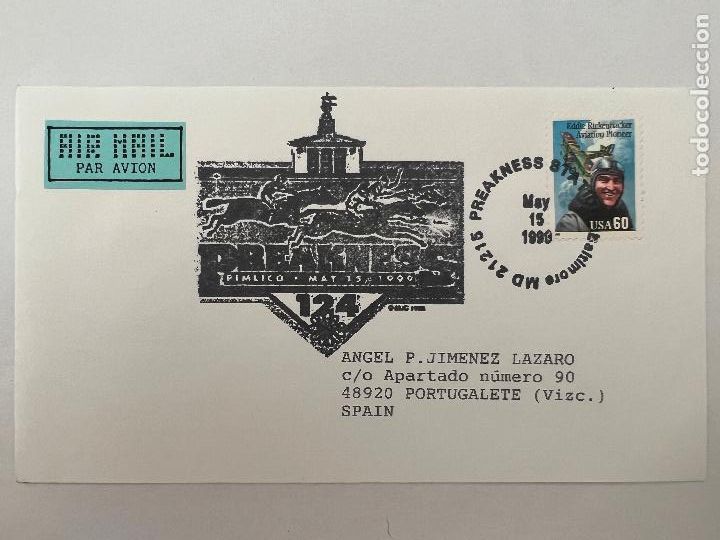 AIR MAIL
PAR AVION
PREAKNESS
PIMLICO • MAY 15, 1999
124
Eddie Rickenbacker
Aviation Pioneer
USA 60
PREAKNESS
May
15
1999
Baltimore MD 21215
ANGEL P.JIMENEZ LAZARO
c/o Apartado número 90
48920 PORTUGALETE (Vizc.)
SPAIN
todocoleccion